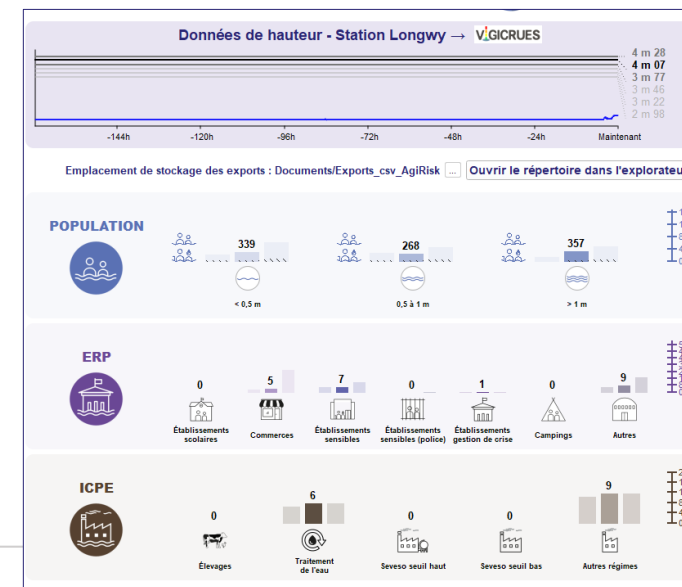 Données de hauteur - Station Longwy → VIGICRUES
4 m 28
4 m 07
3 m 77
3 m 46
3 m 22
2 m 98
-144h -120h -96h -72h -48h -24h Maintenant
Emplacement de stockage des exports : Documents/Exports_csv_AgiRisk ... Ouvrir le répertoire dans l'explorateu
POPULATION
339 268 357
< 0,5 m 0,5 à 1 m > 1 m
ERP
0 5 7 0 1 0 9
Établissements scolaires
Commerces
Établissements sensibles
Établissements sensibles (police)
Établissements gestion de crise
Campings
Autres
ICPE
0 6 0 0 9
Élevages
Traitement de l'eau
Seveso seuil haut
Seveso seuil bas
Autres régimes